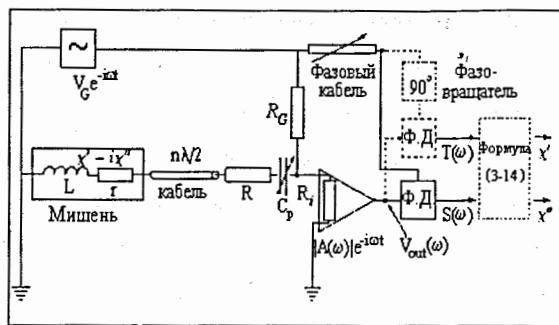 ~
V_G e^{-iωt}
Фазовый
кабель
90°
Фазо-
вращатель
R_G
Ф.Д
T(ω)
χ'
χ' - iχ''
L
r
Мишень
nλ/2
кабель
R
C_p
R_i
|A(ω)|e^{-iωt}
Ф.Д
S(ω)
V_out(ω)
Формула
(3-14)
χ''